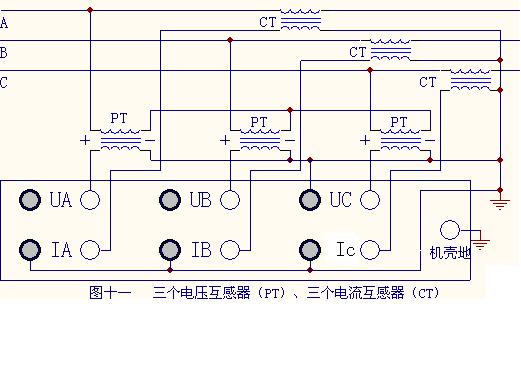 A
CT
B
CT
C
CT
PT
PT
PT
+ −
+ −
+ −
UA
UB
UC
IA
IB
Ic
机壳地
图十一 三个电压互感器（PT）、三个电流互感器（CT）